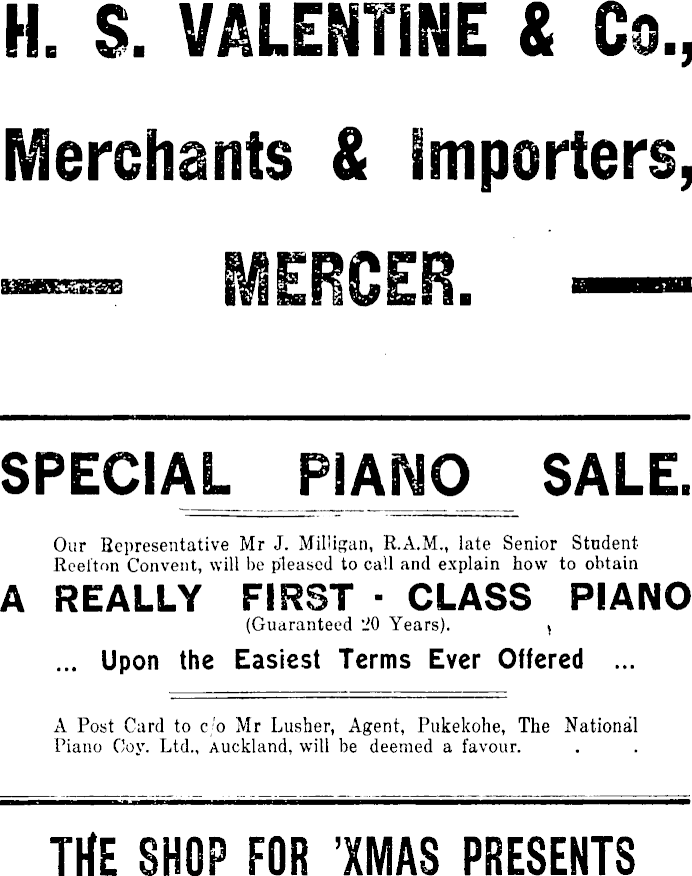 H. S. VALENTINE & Co.,
Merchants & Importers,
MERCER.
SPECIAL PIANO SALE.
Our Representative Mr J. Milligan, R.A.M., late Senior Student
Reefton Convent, will be pleased to call and explain how to obtain
A REALLY FIRST - CLASS PIANO
(Guaranteed 20 Years).
... Upon the Easiest Terms Ever Offered ...
A Post Card to c/o Mr Lusher, Agent, Pukekohe, The National
Piano Coy. Ltd., Auckland, will be deemed a favour. . .
THE SHOP FOR 'XMAS PRESENTS